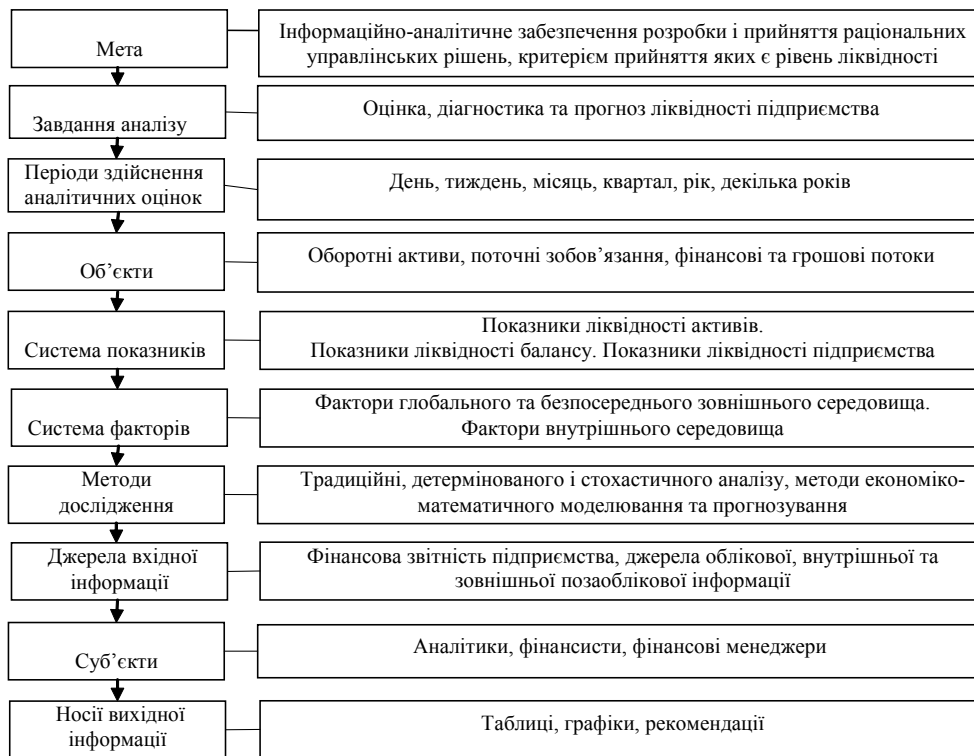 Мета
Інформаційно-аналітичне забезпечення розробки і прийняття раціональних
управлінських рішень, критерієм прийняття яких є рівень ліквідності
Завдання аналізу
Оцінка, діагностика та прогноз ліквідності підприємства
Періоди здійснення
аналітичних оцінок
День, тиждень, місяць, квартал, рік, декілька років
Об’єкти
Оборотні активи, поточні зобов’язання, фінансові та грошові потоки
Система показників
Показники ліквідності активів.
Показники ліквідності балансу. Показники ліквідності підприємства
Система факторів
Фактори глобального та безпосереднього зовнішнього середовища.
Фактори внутрішнього середовища
Методи
дослідження
Традиційні, детермінованого і стохастичного аналізу, методи економіко-
математичного моделювання та прогнозування
Джерела вхідної
інформації
Фінансова звітність підприємства, джерела облікової, внутрішньої та
зовнішньої позаоблікової інформації
Суб’єкти
Аналітики, фінансисти, фінансові менеджери
Носії вихідної
інформації
Таблиці, графіки, рекомендації